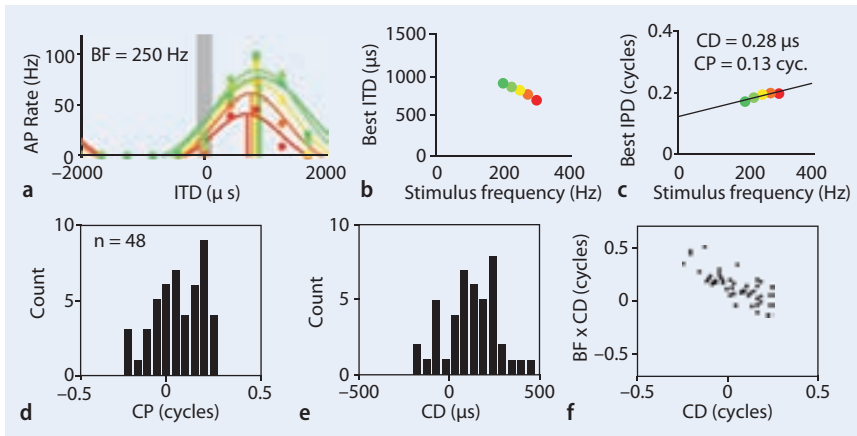 BF = 250 Hz
AP Rate (Hz)
100
50
0
−2000
0
2000
ITD (μ s)
a
Best ITD (μs)
1500
1000
500
0
0
200
400
Stimulus frequency (Hz)
b
Best IPD (cycles)
0.4
0.2
0
CD = 0.28 μs
CP = 0.13 cyc.
0
200
400
Stimulus frequency (Hz)
c
Count
10
5
0
n = 48
−0.5
0
0.5
CP (cycles)
d
Count
10
5
0
−500
0
500
CD (μs)
e
BF x CD (cycles)
0.5
0
−0.5
−0.5
0
0.5
CD (cycles)
f